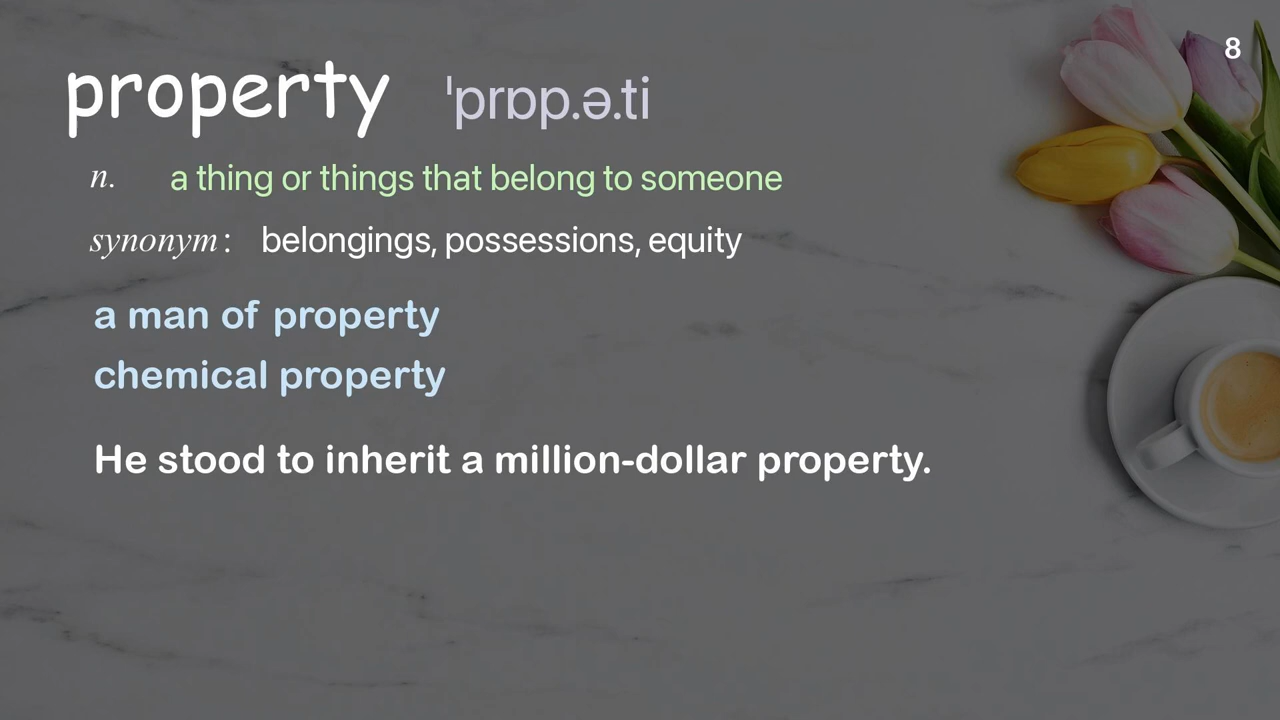 8
property ˈprɒp.ə.ti
n. a thing or things that belong to someone
synonym: belongings, possessions, equity
a man of property
chemical property
He stood to inherit a million-dollar property.